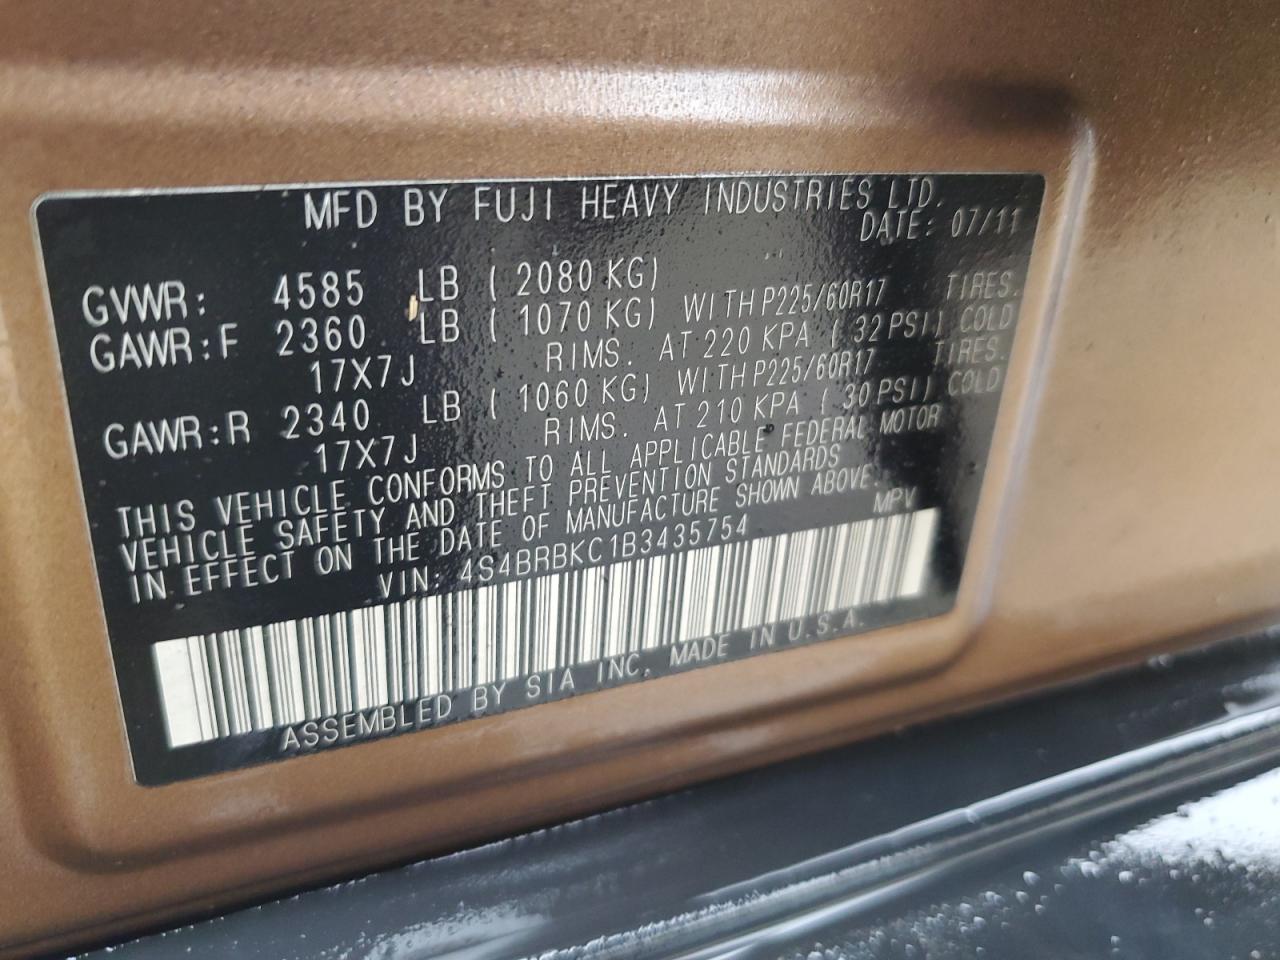 MFD BY FUJI HEAVY INDUSTRIES LTD.
DATE: 07/11
GVWR: 4585 LB ( 2080 KG)
GAWR:F 2360 LB ( 1070 KG) WITH P225/60R17 TIRES.
17X7J RIMS. AT 220 KPA ( 32 PSI) COLD
GAWR:R 2340 LB ( 1060 KG) WITH P225/60R17 TIRES.
17X7J RIMS. AT 210 KPA ( 30 PSI) COLD
THIS VEHICLE CONFORMS TO ALL APPLICABLE FEDERAL MOTOR
VEHICLE SAFETY AND THEFT PREVENTION STANDARDS
IN EFFECT ON THE DATE OF MANUFACTURE SHOWN ABOVE.
VIN: 4S4BRBKC1B3435754 MPV
ASSEMBLED BY SIA INC. MADE IN U.S.A.